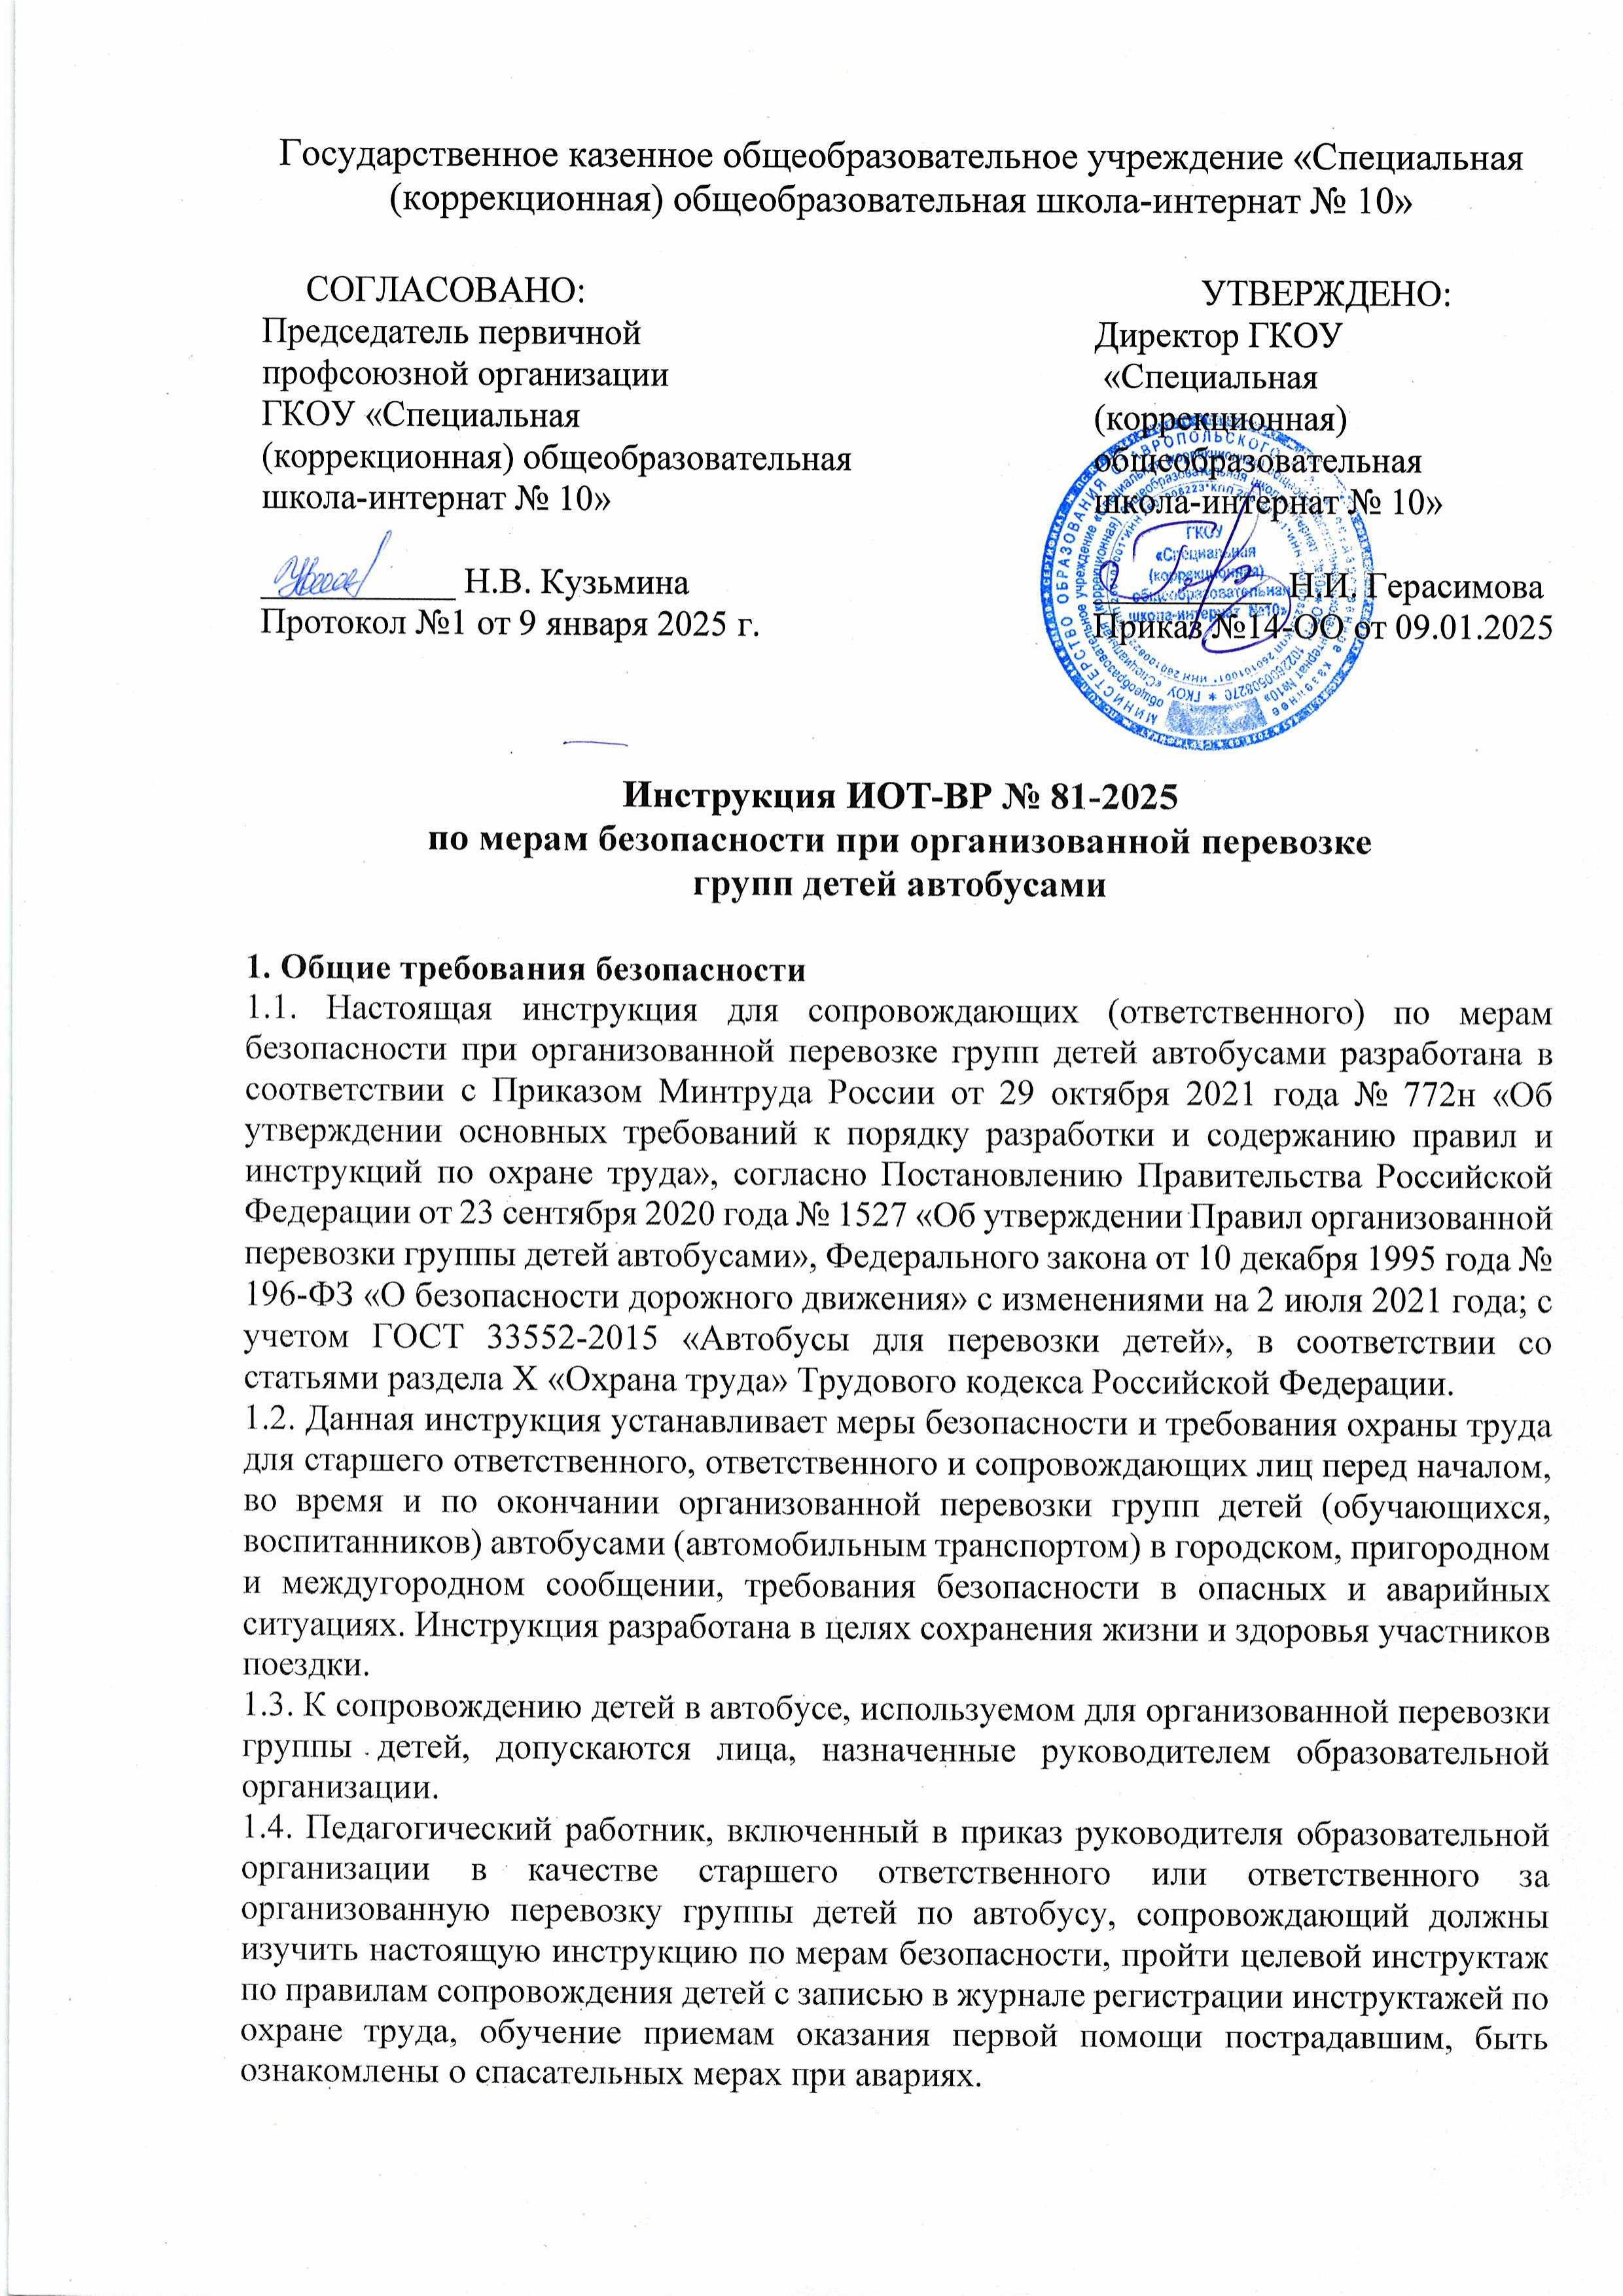 Государственное казенное общеобразовательное учреждение «Специальная
(коррекционная) общеобразовательная школа-интернат № 10»
СОГЛАСОВАНО:
Председатель первичной
профсоюзной организации
ГКОУ «Специальная
(коррекционная) общеобразовательная
школа-интернат № 10»
Н.В. Кузьмина
Протокол №1 от 9 января 2025 г.
УТВЕРЖДЕНО:
Директор ГКОУ
«Специальная
(коррекционная)
общеобразовательная
школа-интернат № 10»
Н.И. Герасимова
Приказ №14-ОО от 09.01.2025
ГКОУ
«Специальная
(коррекционная)
общеобразовательная
школа-интернат №10»
Инструкция ИОТ-ВР № 81-2025
по мерам безопасности при организованной перевозке
групп детей автобусами
1. Общие требования безопасности
1.1. Настоящая инструкция для сопровождающих (ответственного) по мерам
безопасности при организованной перевозке групп детей автобусами разработана в
соответствии с Приказом Минтруда России от 29 октября 2021 года № 772н «Об
утверждении основных требований к порядку разработки и содержанию правил и
инструкций по охране труда», согласно Постановлению Правительства Российской
Федерации от 23 сентября 2020 года № 1527 «Об утверждении Правил организованной
перевозки группы детей автобусами», Федерального закона от 10 декабря 1995 года №
196-ФЗ «О безопасности дорожного движения» с изменениями на 2 июля 2021 года; с
учетом ГОСТ 33552-2015 «Автобусы для перевозки детей», в соответствии со
статьями раздела X «Охрана труда» Трудового кодекса Российской Федерации.
1.2. Данная инструкция устанавливает меры безопасности и требования охраны труда
для старшего ответственного, ответственного и сопровождающих лиц перед началом,
во время и по окончании организованной перевозки групп детей (обучающихся,
воспитанников) автобусами (автомобильным транспортом) в городском, пригородном
и междугородном сообщении, требования безопасности в опасных и аварийных
ситуациях. Инструкция разработана в целях сохранения жизни и здоровья участников
поездки.
1.3. К сопровождению детей в автобусе, используемом для организованной перевозки
группы детей, допускаются лица, назначенные руководителем образовательной
организации.
1.4. Педагогический работник, включенный в приказ руководителя образовательной
организации в качестве старшего ответственного или ответственного за
организованную перевозку группы детей по автобусу, сопровождающий должны
изучить настоящую инструкцию по мерам безопасности, пройти целевой инструктаж
по правилам сопровождения детей с записью в журнале регистрации инструктажей по
охране труда, обучение приемам оказания первой помощи пострадавшим, быть
ознакомлены о спасательных мерах при авариях.